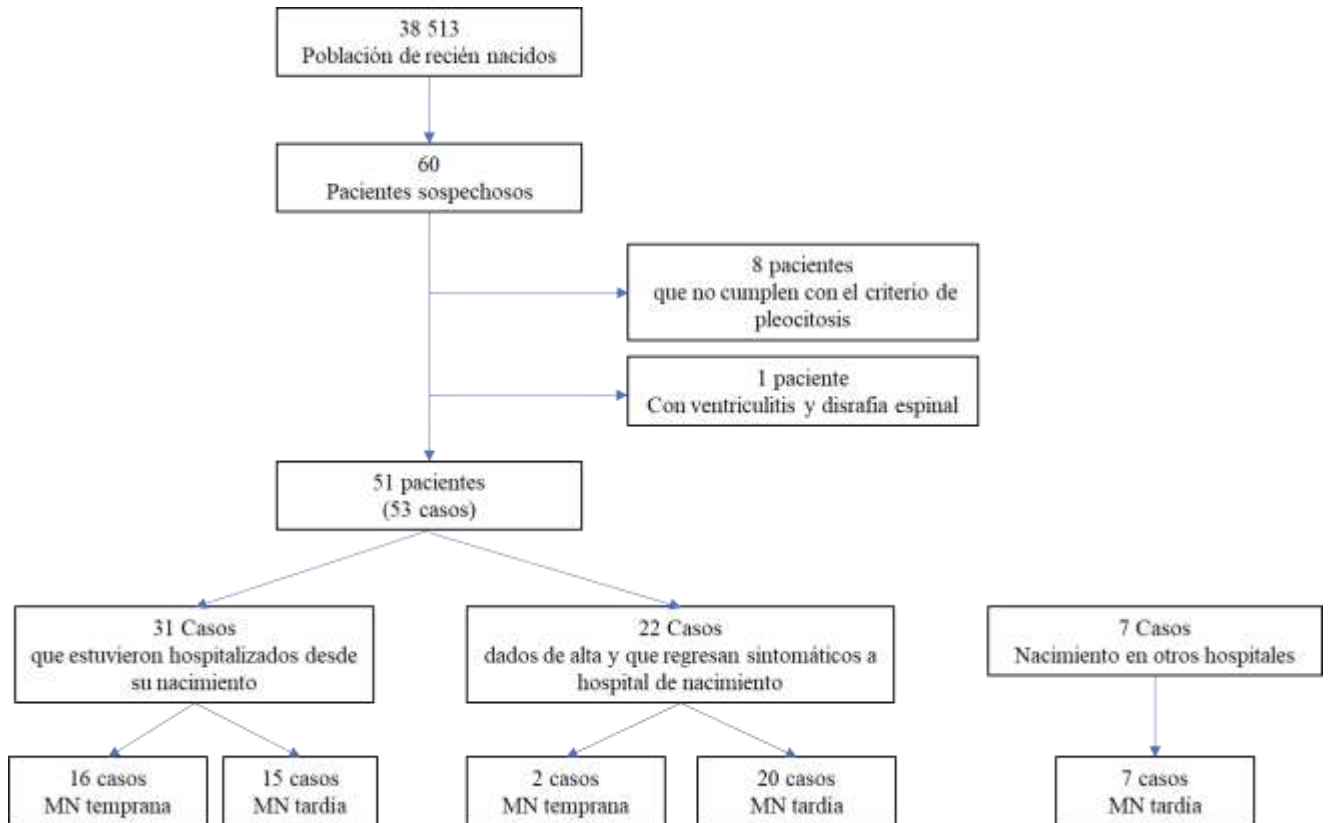 38 513
Población de recién nacidos
60
Pacientes sospechosos
8 pacientes
que no cumplen con el criterio de
pleocitosis
1 paciente
Con ventriculitis y disrafia espinal
51 pacientes
(53 casos)
31 Casos
que estuvieron hospitalizados desde
su nacimiento
22 Casos
dados de alta y que regresan sintomáticos a
hospital de nacimiento
7 Casos
Nacimiento en otros hospitales
16 casos
MN temprana
15 casos
MN tardía
2 casos
MN temprana
20 casos
MN tardía
7 casos
MN tardía